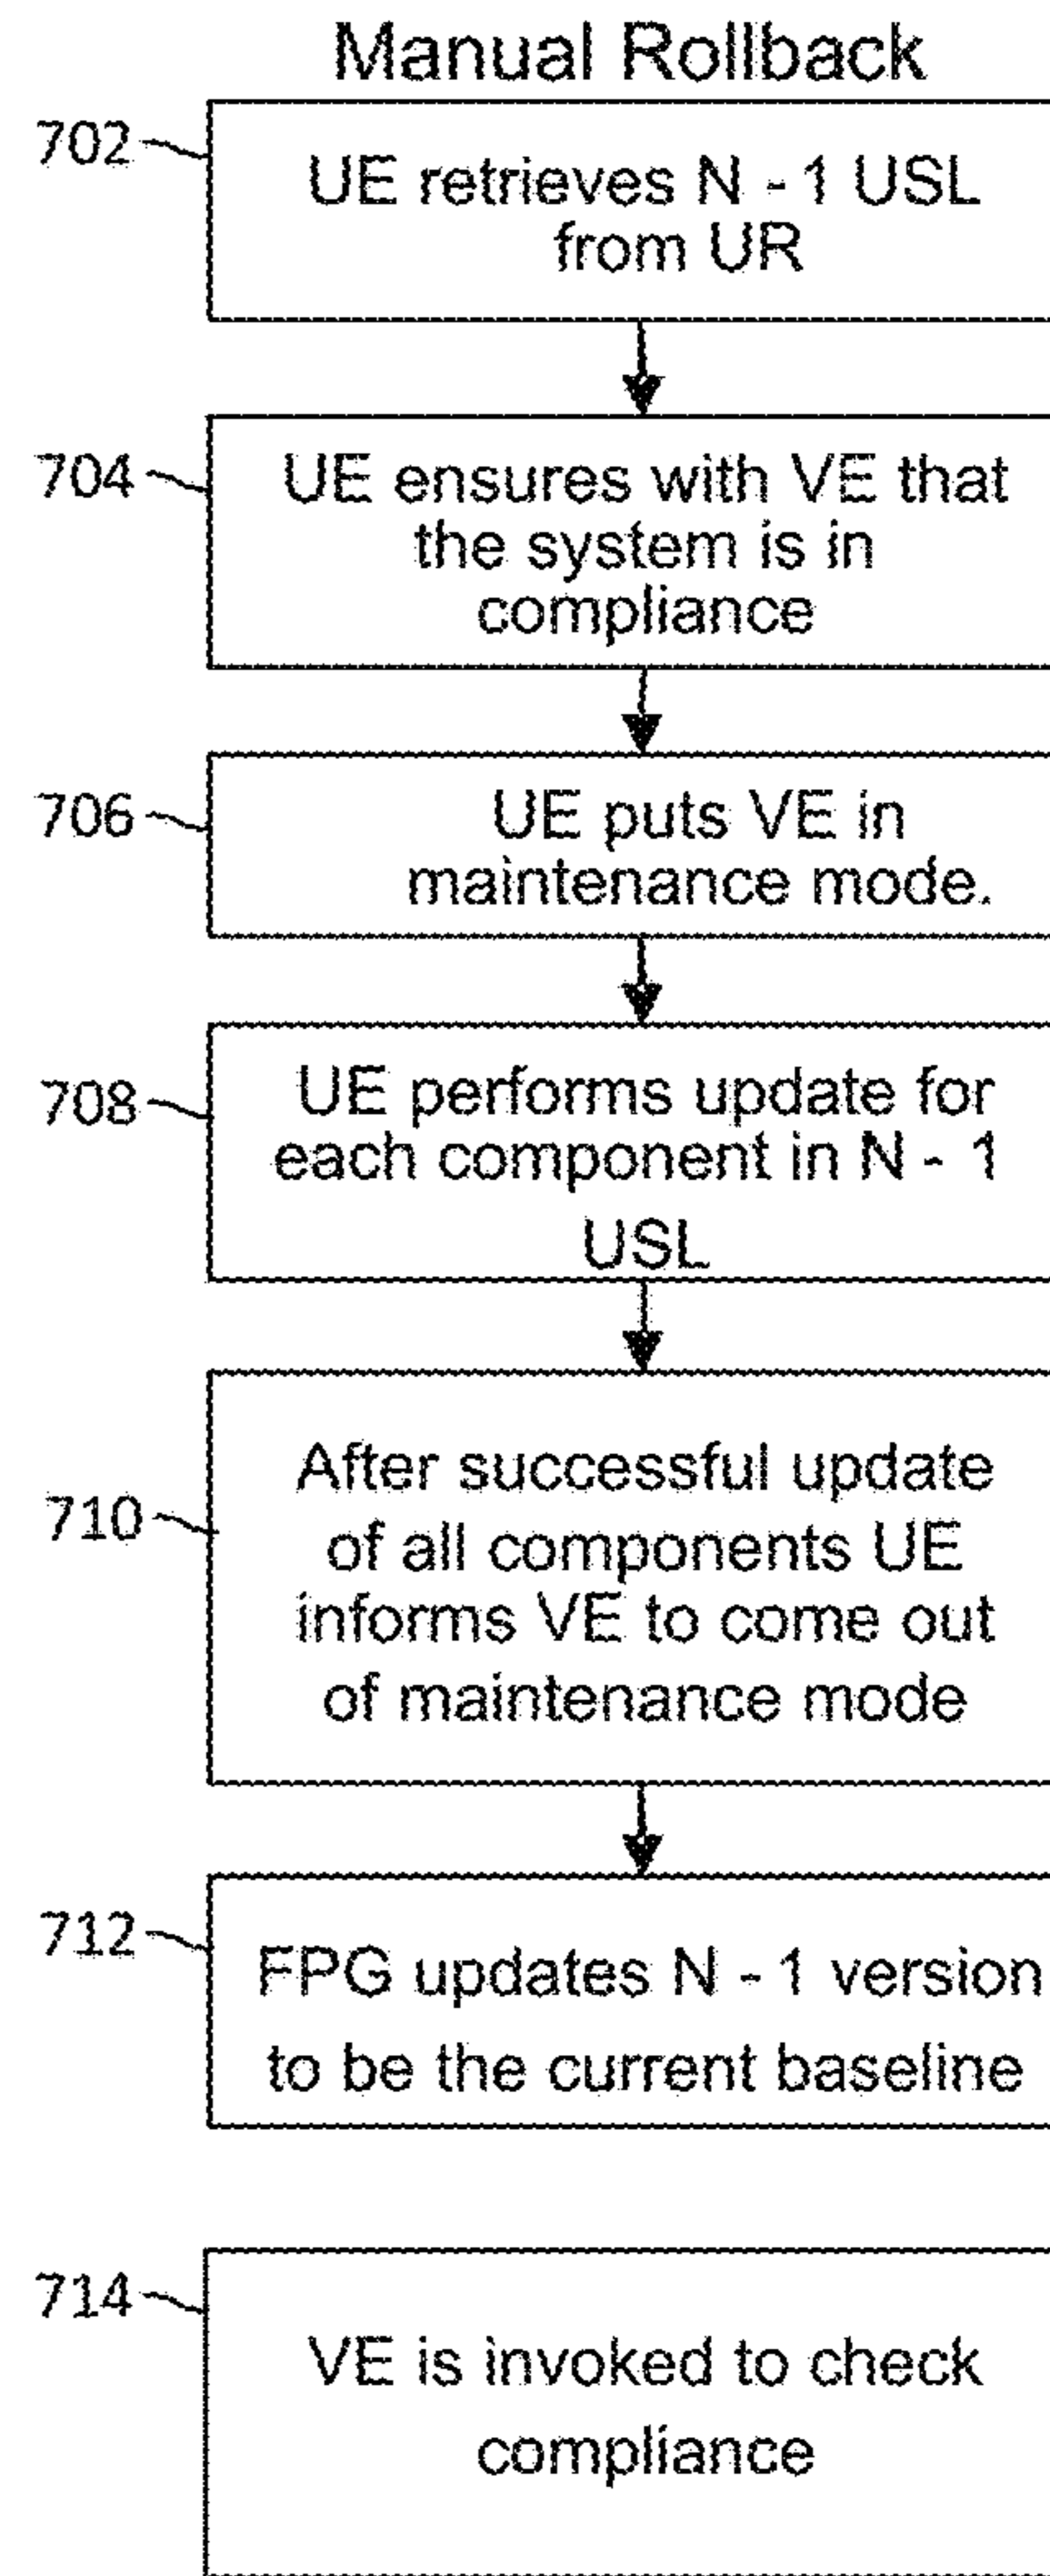 Manual Rollback
702
UE retrieves N - 1 USL
from UR
704
UE ensures with VE that
the system is in
compliance
706
UE puts VE in
maintenance mode.
708
UE performs update for
each component in N - 1
USL
710
After successful update
of all components UE
informs VE to come out
of maintenance mode
712
FPG updates N - 1 version
to be the current baseline
714
VE is invoked to check
compliance